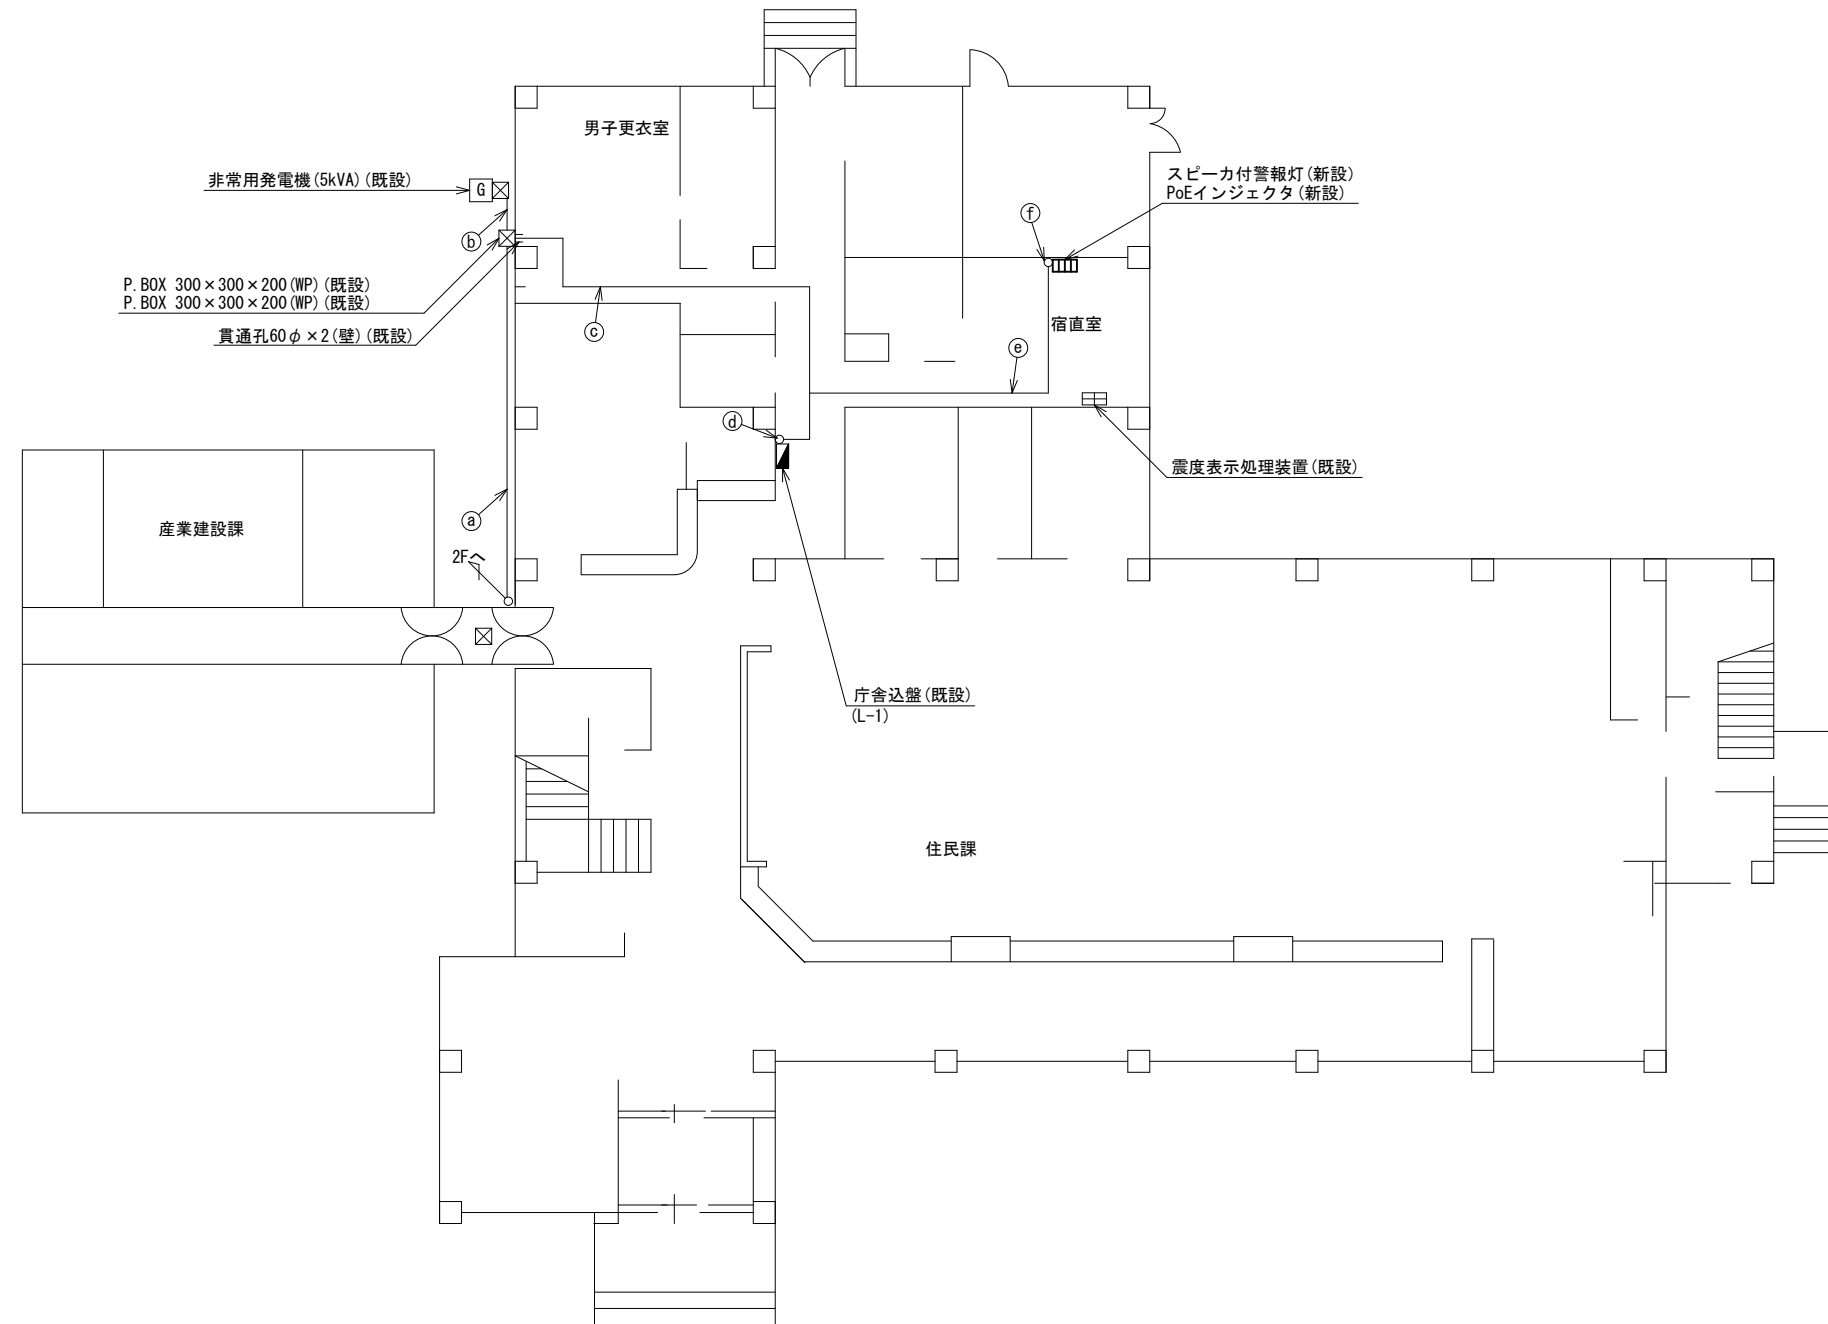 男子更衣室
非常用発電機(5kVA)(既設)
G
スピーカ付警報灯(新設)
PoEインジェクタ(新設)
ⓕ
ⓑ
P.BOX 300×300×200(WP)(既設)
P.BOX 300×300×200(WP)(既設)
貫通孔60φ×2(壁)(既設)
ⓒ
宿直室
ⓔ
ⓓ
震度表示処理装置(既設)
ⓐ
産業建設課
2Fへ
庁舎込盤(既設)
(L-1)
住民課